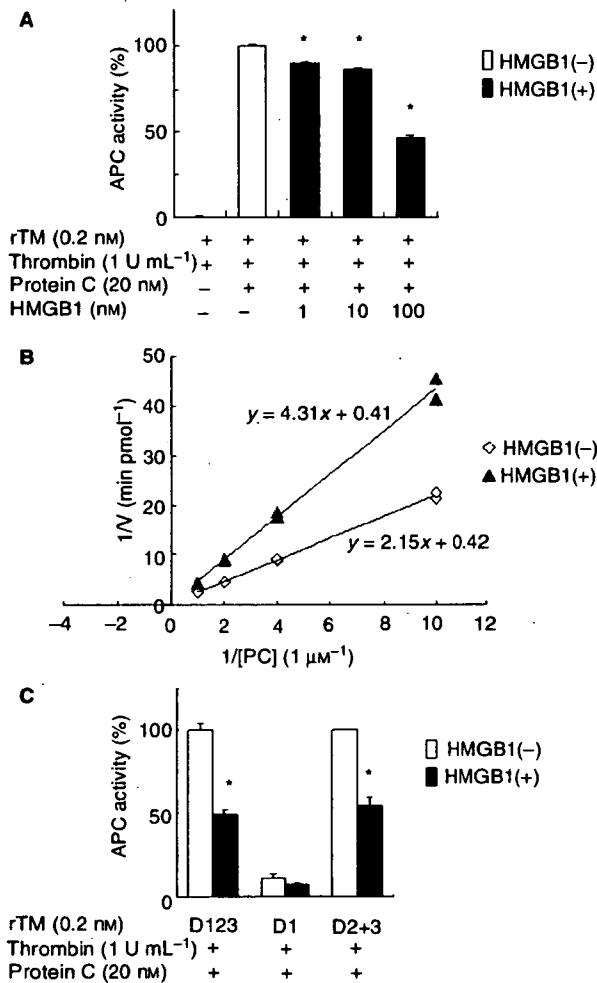 A
100
50
0
APC activity (%)
*
*
*
HMGB1(−)
HMGB1(+)
rTM (0.2 nM) + + + + +
Thrombin (1 U mL−1) + + + + +
Protein C (20 nM) − + + + +
HMGB1 (nM) − − 1 10 100
B
50
40
30
20
10
0
1/V (min pmol−1)
y = 4.31x + 0.41
y = 2.15x + 0.42
HMGB1(−)
HMGB1(+)
−4 −2 0 2 4 6 8 10 12
1/[PC] (1 μM−1)
C
100
50
0
APC activity (%)
*
*
HMGB1(−)
HMGB1(+)
rTM (0.2 nM) D123 D1 D2+3
Thrombin (1 U mL−1) + + +
Protein C (20 nM) + + +